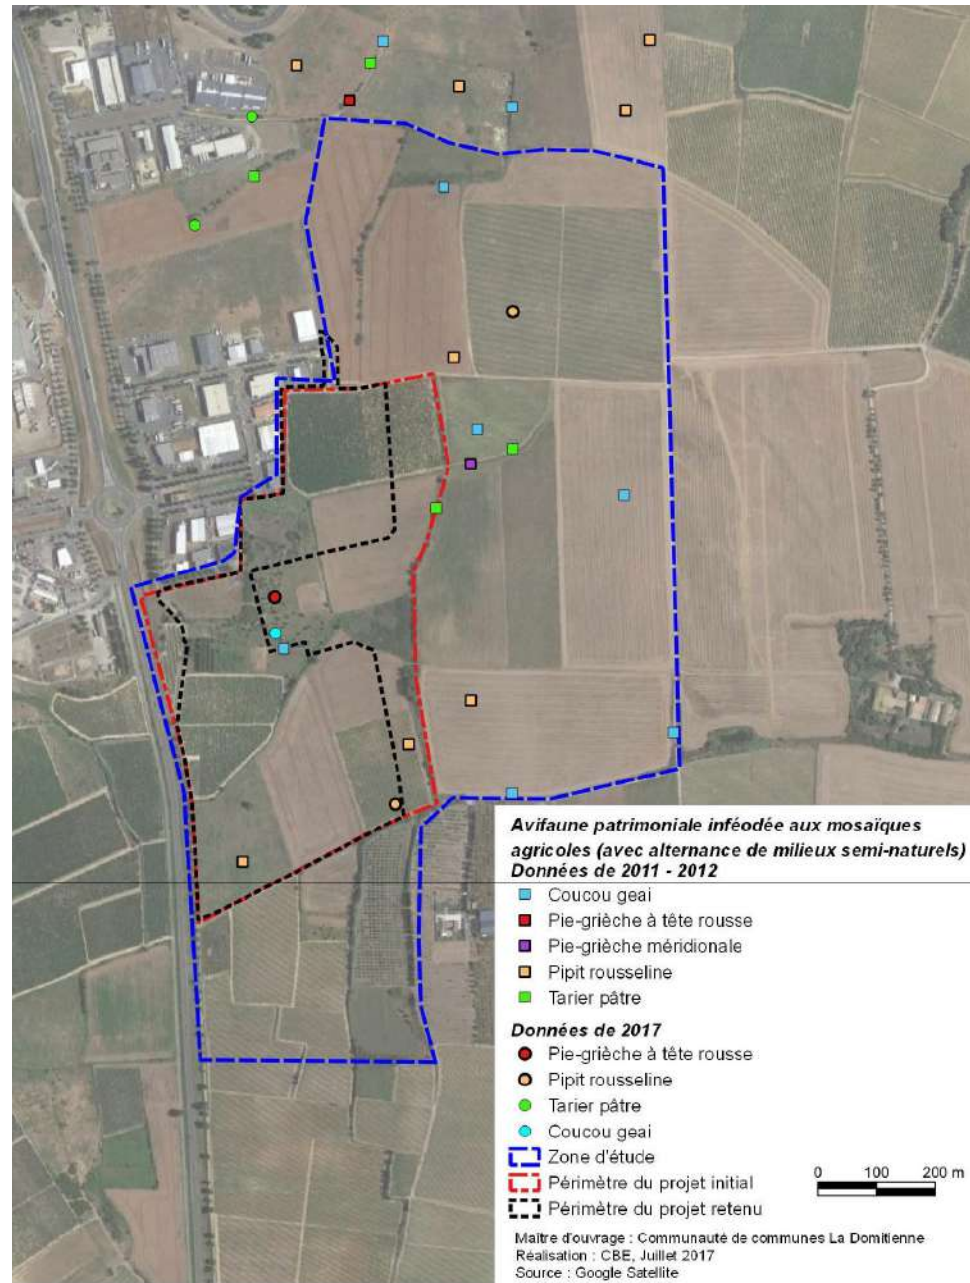 Avifaune patrimoniale inféodée aux mosaïques
agricoles (avec alternance de milieux semi-naturels)
Données de 2011 - 2012
Coucou geai
Pie-grièche à tête rousse
Pie-grièche méridionale
Pipit rousseline
Tarier pâtre
Données de 2017
Pie-grièche à tête rousse
Pipit rousseline
Tarier pâtre
Coucou geai
Zone d'étude
Périmètre du projet initial
Périmètre du projet retenu
0 100 200 m
Maître d'ouvrage : Communauté de communes La Domitienne
Réalisation : CBE, Juillet 2017
Source : Google Satellite